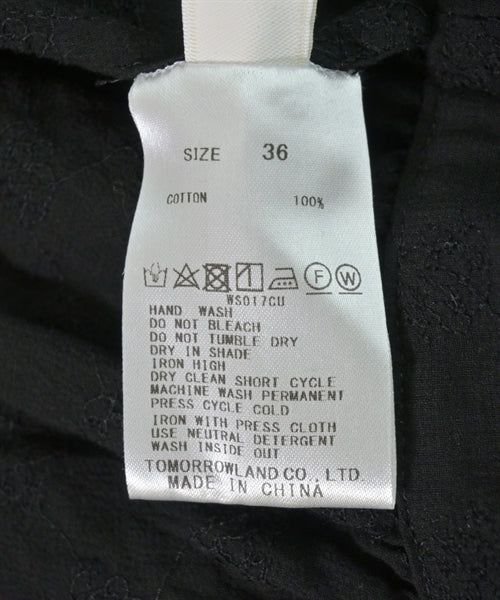 SIZE 36
COTTON 100%
F W
WS017CU
HAND WASH
DO NOT BLEACH
DO NOT TUMBLE DRY
DRY IN SHADE
IRON HIGH
DRY CLEAN SHORT CYCLE
MACHINE WASH PERMANENT
PRESS CYCLE COLD
IRON WITH PRESS CLOTH
USE NEUTRAL DETERGENT
WASH INSIDE OUT
TOMORROWLAND CO., LTD.
MADE IN CHINA